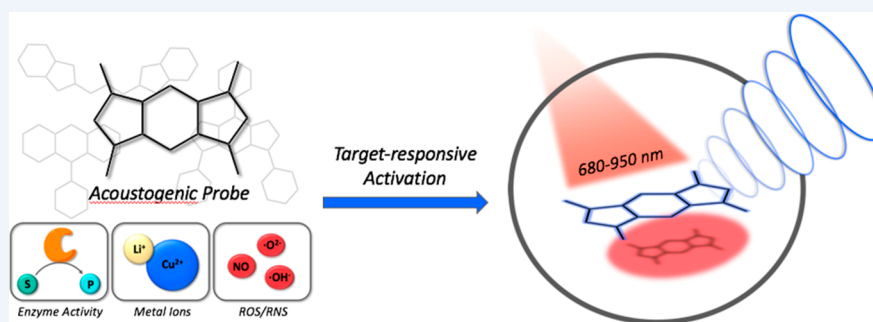 Acoustogenic Probe
S
P
Enzyme Activity
Li⁺
Cu²⁺
Metal Ions
NO
·O²⁻
·OH⁻
ROS/RNS
Target-responsive
Activation
680-950 nm